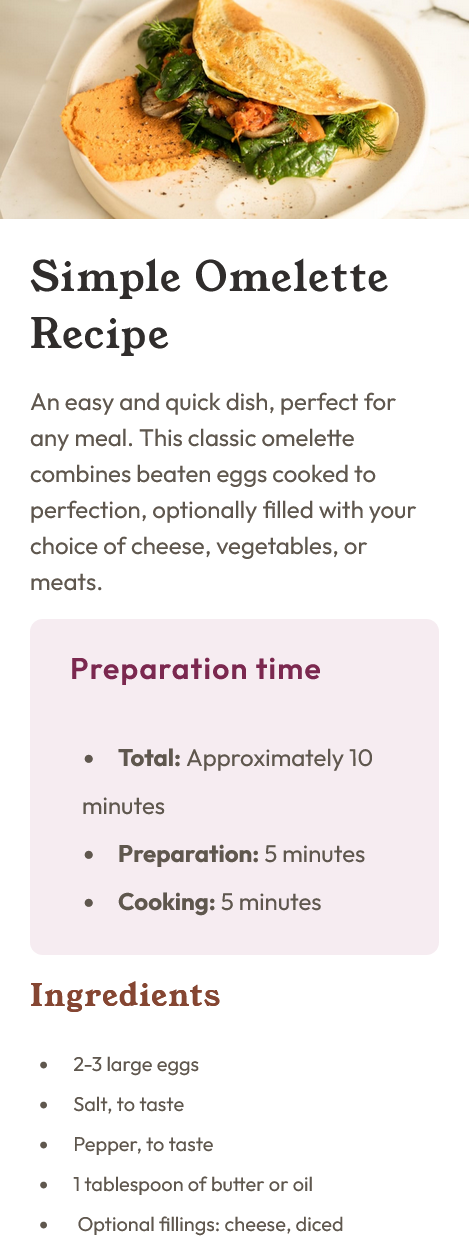 Simple Omelette
Recipe
An easy and quick dish, perfect for
any meal. This classic omelette
combines beaten eggs cooked to
perfection, optionally filled with your
choice of cheese, vegetables, or
meats.
Preparation time
• Total: Approximately 10
minutes
• Preparation: 5 minutes
• Cooking: 5 minutes
Ingredients
• 2-3 large eggs
• Salt, to taste
• Pepper, to taste
• 1 tablespoon of butter or oil
• Optional fillings: cheese, diced